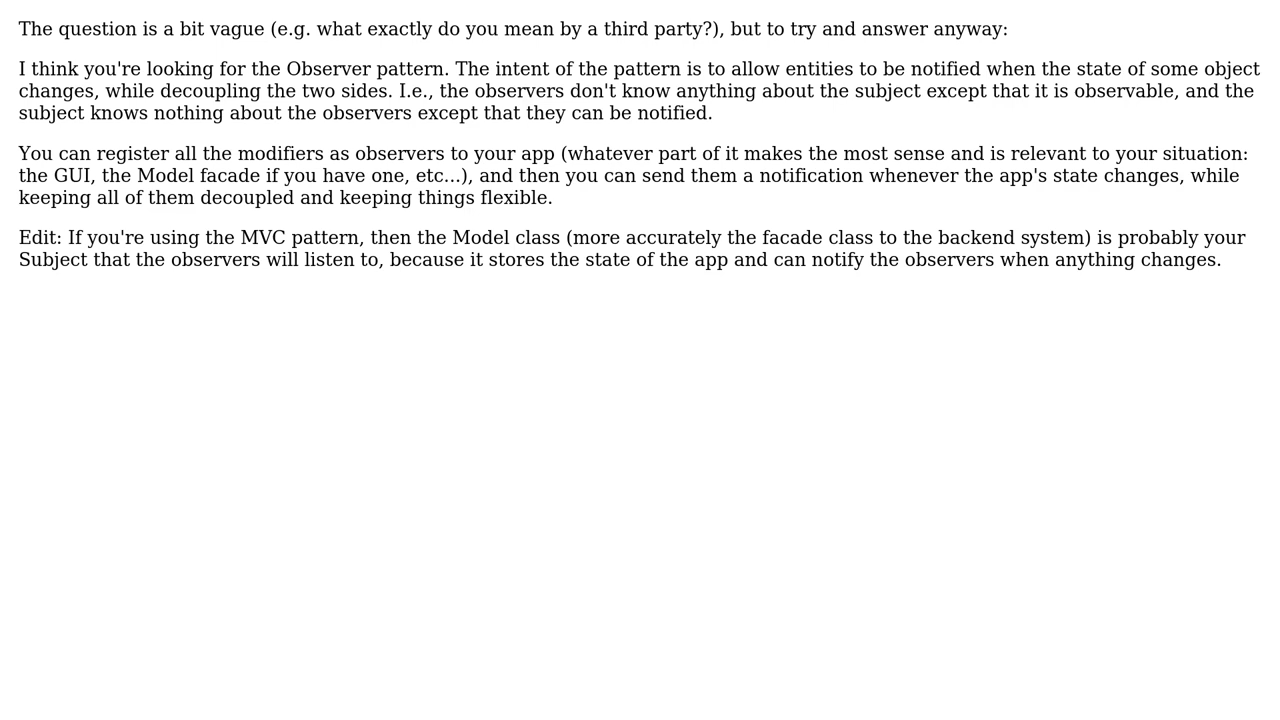 The question is a bit vague (e.g. what exactly do you mean by a third party?), but to try and answer anyway:
I think you're looking for the Observer pattern. The intent of the pattern is to allow entities to be notified when the state of some object
changes, while decoupling the two sides. I.e., the observers don't know anything about the subject except that it is observable, and the
subject knows nothing about the observers except that they can be notified.
You can register all the modifiers as observers to your app (whatever part of it makes the most sense and is relevant to your situation:
the GUI, the Model facade if you have one, etc...), and then you can send them a notification whenever the app's state changes, while
keeping all of them decoupled and keeping things flexible.
Edit: If you're using the MVC pattern, then the Model class (more accurately the facade class to the backend system) is probably your
Subject that the observers will listen to, because it stores the state of the app and can notify the observers when anything changes.